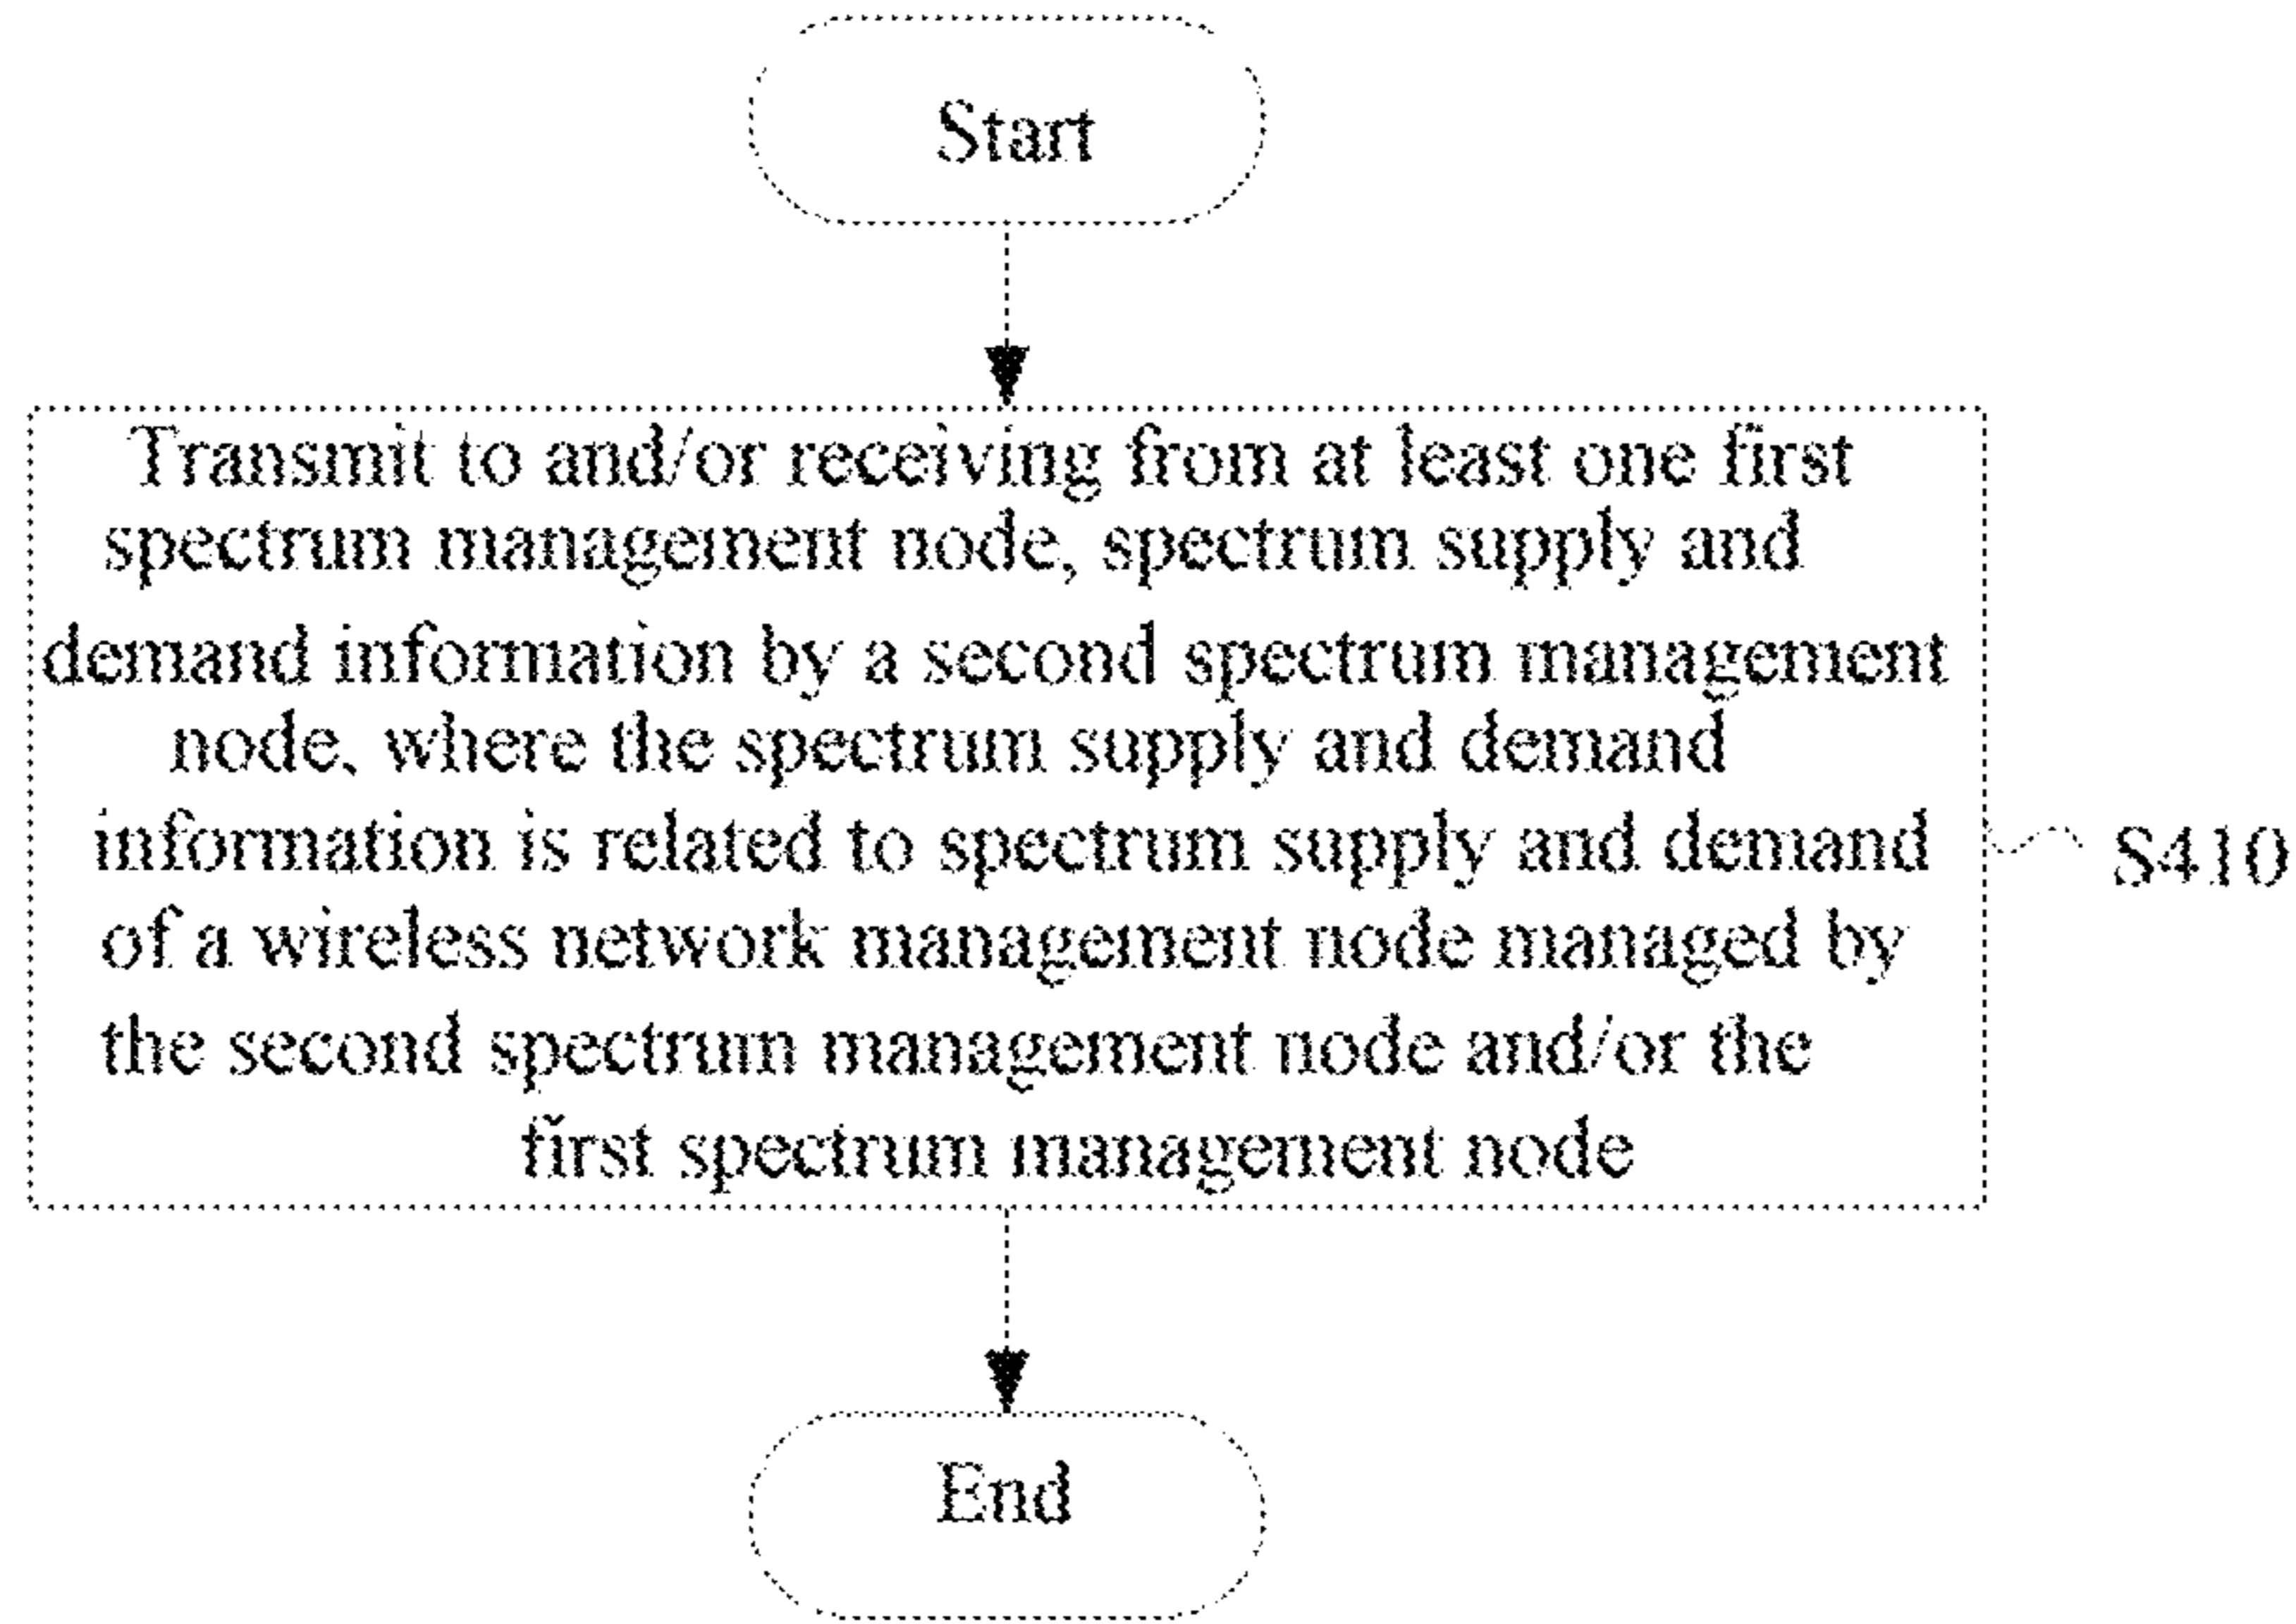 Start
Transmit to and/or receiving from at least one first
spectrum management node, spectrum supply and
demand information by a second spectrum management
node, where the spectrum supply and demand
information is related to spectrum supply and demand
of a wireless network management node managed by
the second spectrum management node and/or the
first spectrum management node
S410
End